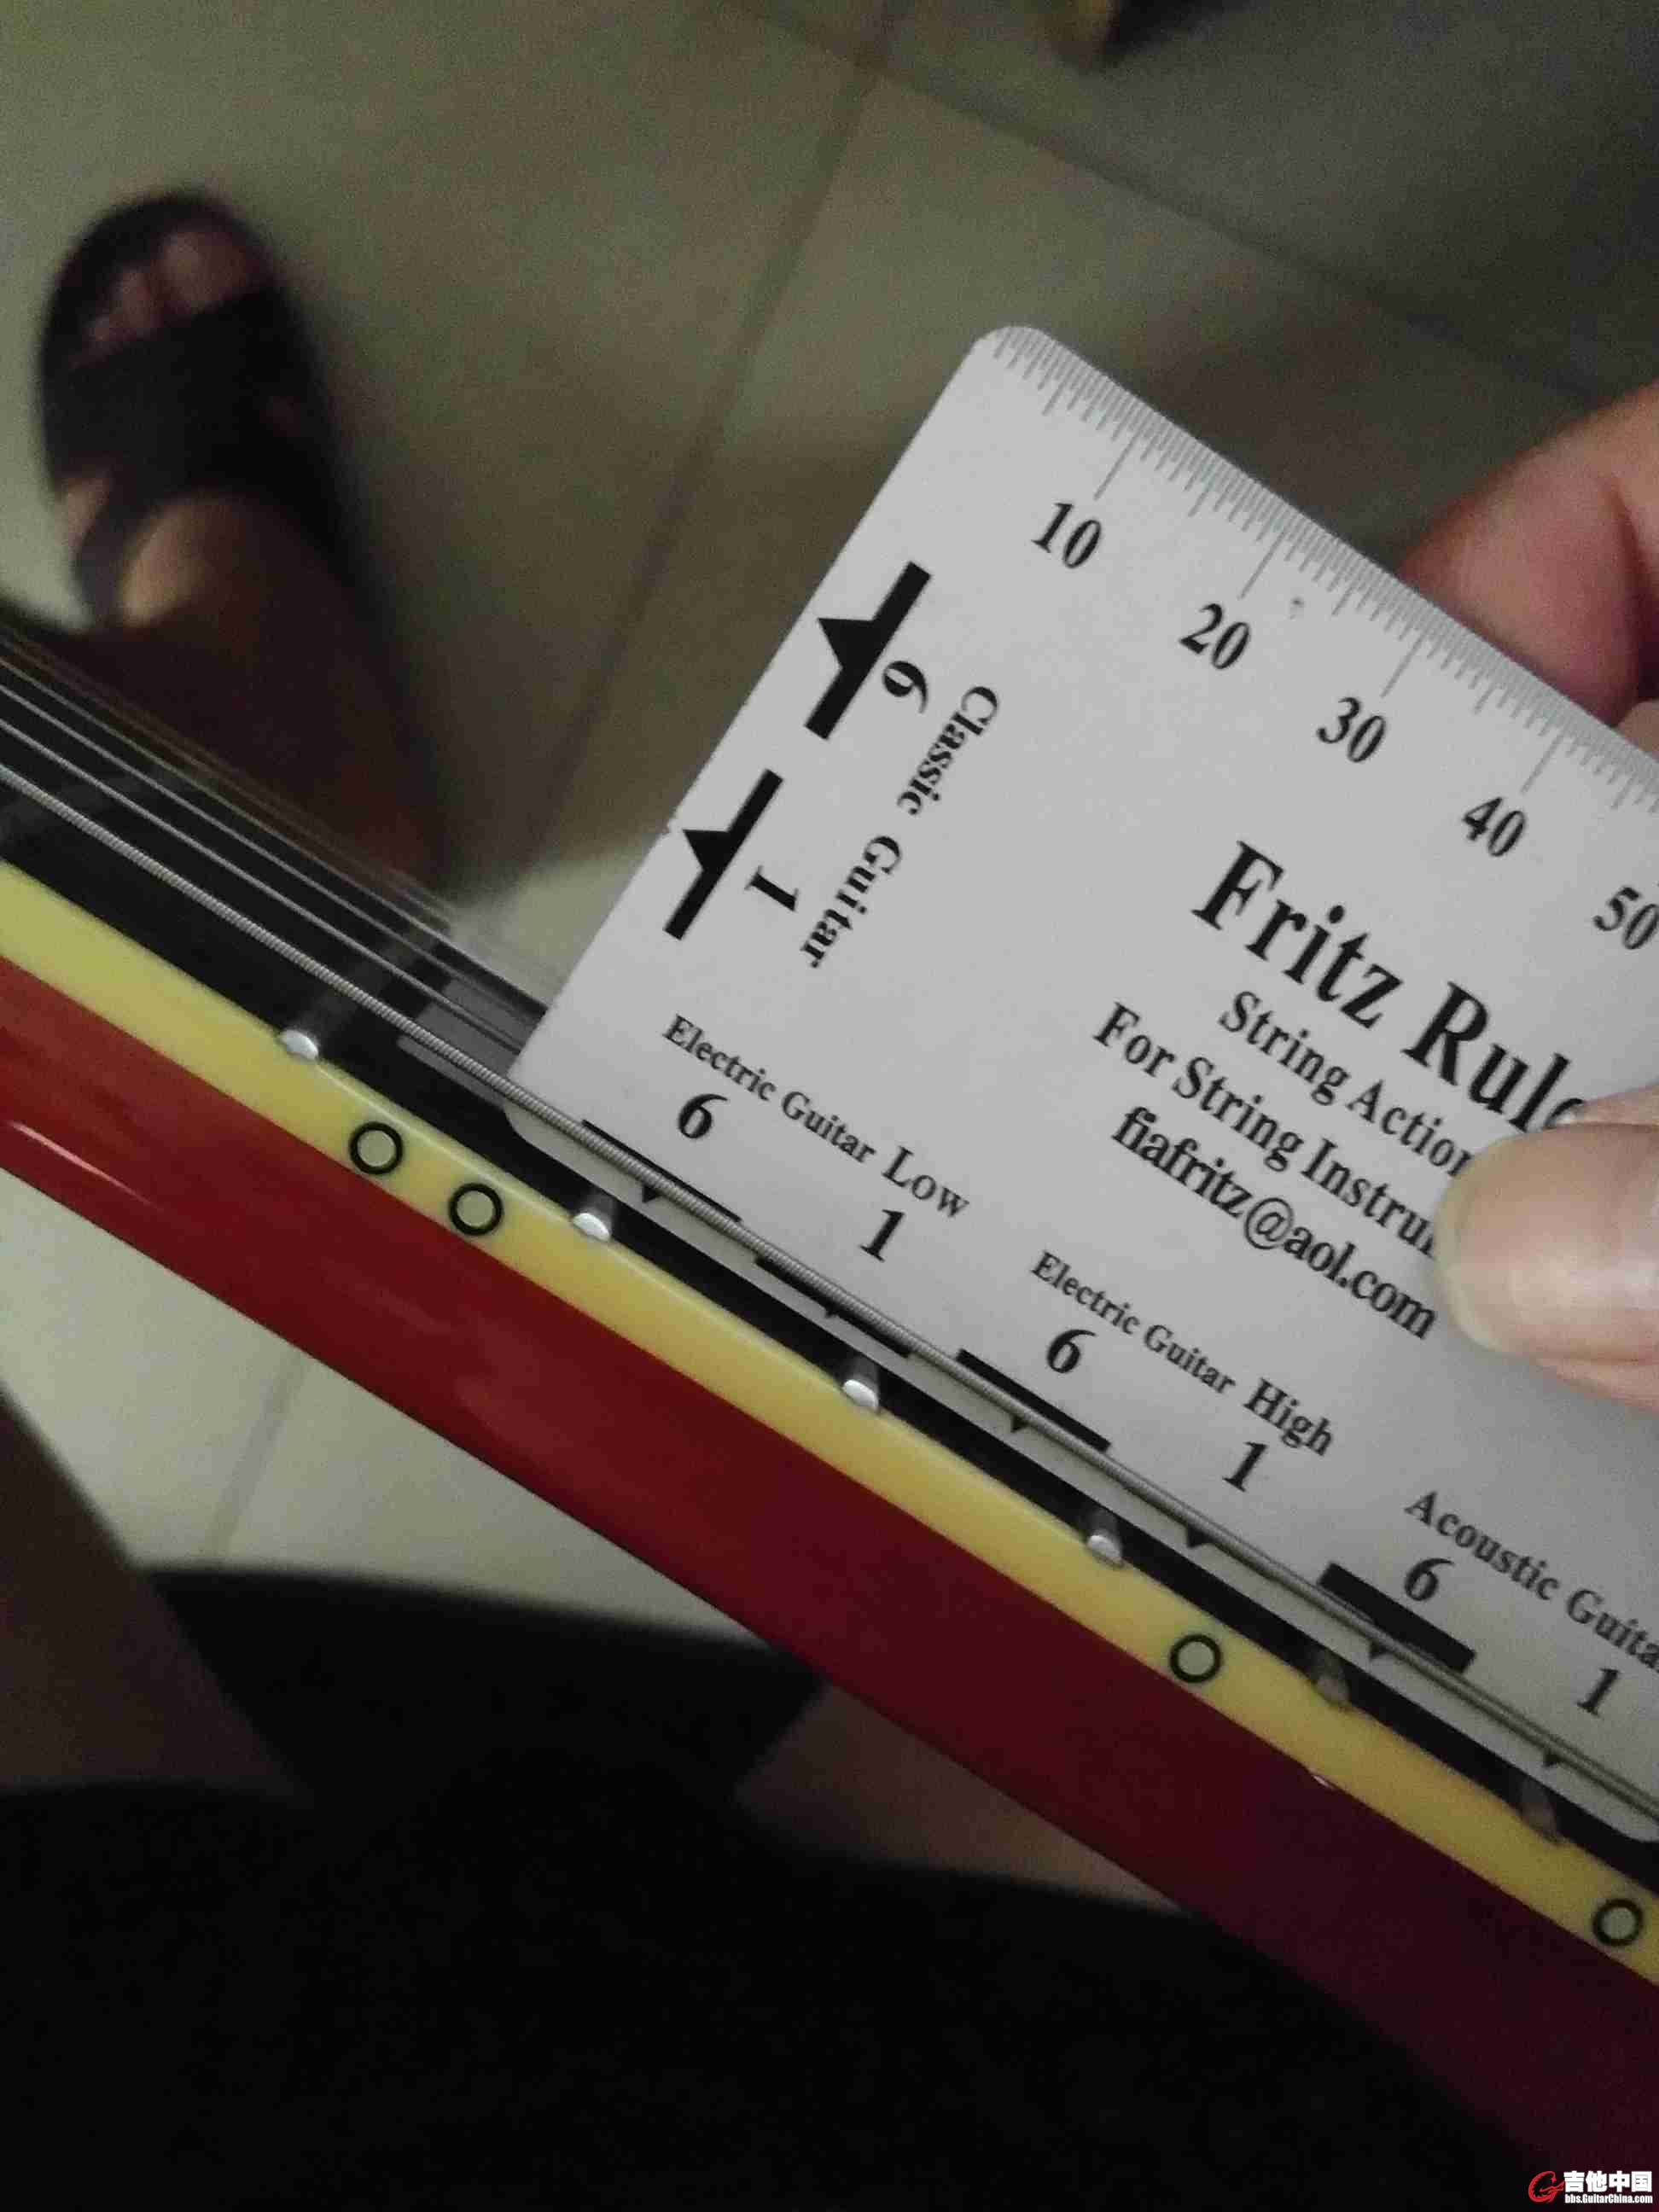 10
20
30
40
50
6
1
Classic Guitar
Fritz Rule
String Action
For String Instru
fiafritz@aol.com
Electric Guitar Low
6
1
Electric Guitar High
6
1
Acoustic Guita
6
1
吉他中国
bbs.GuitarChina.com